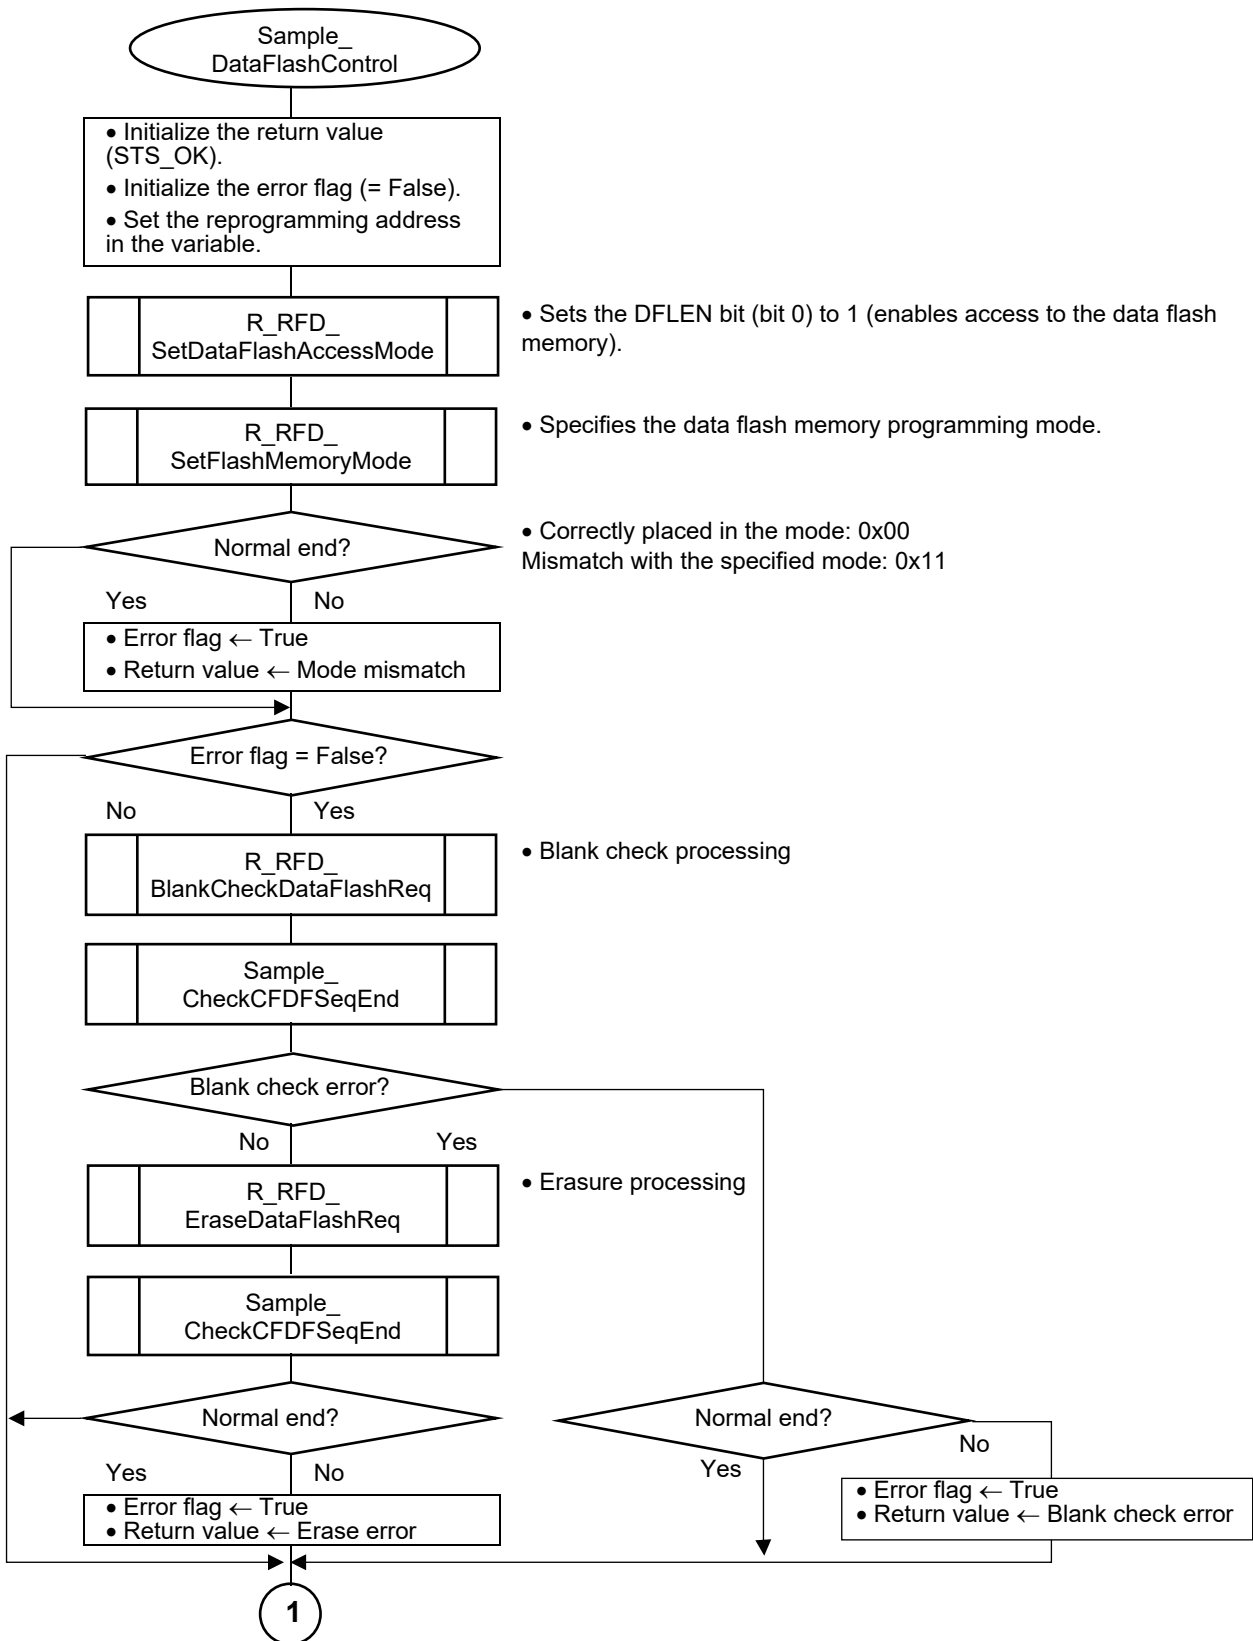 Sample_
DataFlashControl
• Initialize the return value
(STS_OK).
• Initialize the error flag (= False).
• Set the reprogramming address
in the variable.
R_RFD_
SetDataFlashAccessMode
• Sets the DFLEN bit (bit 0) to 1 (enables access to the data flash
memory).
R_RFD_
SetFlashMemoryMode
• Specifies the data flash memory programming mode.
Normal end?
• Correctly placed in the mode: 0x00
Mismatch with the specified mode: 0x11
Yes
No
• Error flag ← True
• Return value ← Mode mismatch
Error flag = False?
No
Yes
R_RFD_
BlankCheckDataFlashReq
• Blank check processing
Sample_
CheckCFDFSeqEnd
Blank check error?
No
Yes
R_RFD_
EraseDataFlashReq
• Erasure processing
Sample_
CheckCFDFSeqEnd
Normal end?
Normal end?
Yes
No
Yes
No
• Error flag ← True
• Return value ← Erase error
• Error flag ← True
• Return value ← Blank check error
1